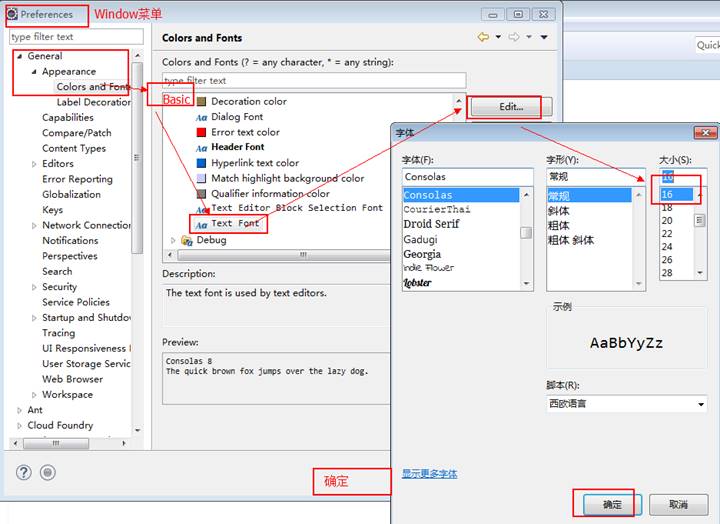 Preferences
Window菜单
type filter text
General
Appearance
Colors and Font
Label Decoration
Capabilities
Compare/Patch
Content Types
Editors
Error Reporting
Globalization
Keys
Network Connection
Notifications
Perspectives
Search
Security
Service Policies
Startup and Shutdow
Tracing
UI Responsiveness
User Storage Servic
Web Browser
Workspace
Ant
Cloud Foundry
Colors and Fonts
Colors and Fonts (? = any character, * = any string):
type filter text
Basic
Decoration color
Dialog Font
Error text color
Header Font
Hyperlink text color
Match highlight background color
Qualifier information color
Text Editor Block Selection Font
Text Font
Debug
Edit...
Description:
The text font is used by text editors.
Preview:
Consolas 8
The quick brown fox jumps over the lazy dog.
确定
Quick
字体
字体(F):
Consolas
Consolas
CourierThai
Droid Serif
Gadugi
Georgia
Indie Flower
Lobster
字形(Y):
常规
常规
斜体
粗体
粗体 斜体
大小(S):
16
16
18
20
22
24
26
28
示例
AaBbYyZz
脚本(R):
西欧语言
显示更多字体
确定
取消